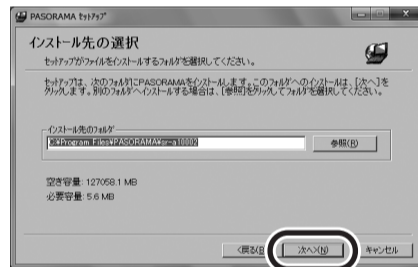 PASORAMA ｾｯﾄｱｯﾌﾟ
インストール先の選択
ｾｯﾄｱｯﾌﾟがﾌｧｲﾙをｲﾝｽﾄｰﾙするﾌｫﾙﾀﾞを選択してください。
ｾｯﾄｱｯﾌﾟは、次のﾌｫﾙﾀﾞにPASORAMAをｲﾝｽﾄｰﾙします。このﾌｫﾙﾀﾞへのｲﾝｽﾄｰﾙは、[次へ]を
ｸﾘｯｸします。別のﾌｫﾙﾀﾞへｲﾝｽﾄｰﾙする場合は、[参照]をｸﾘｯｸしてﾌｫﾙﾀﾞを選択してください。
ｲﾝｽﾄｰﾙ先のﾌｫﾙﾀﾞ
C:¥Program Files¥PASORAMA¥sr-a10002
参照(R)
空き容量: 127058.1 MB
必要容量: 5.6 MB
<戻る(B
次へ>(N)
キャンセル